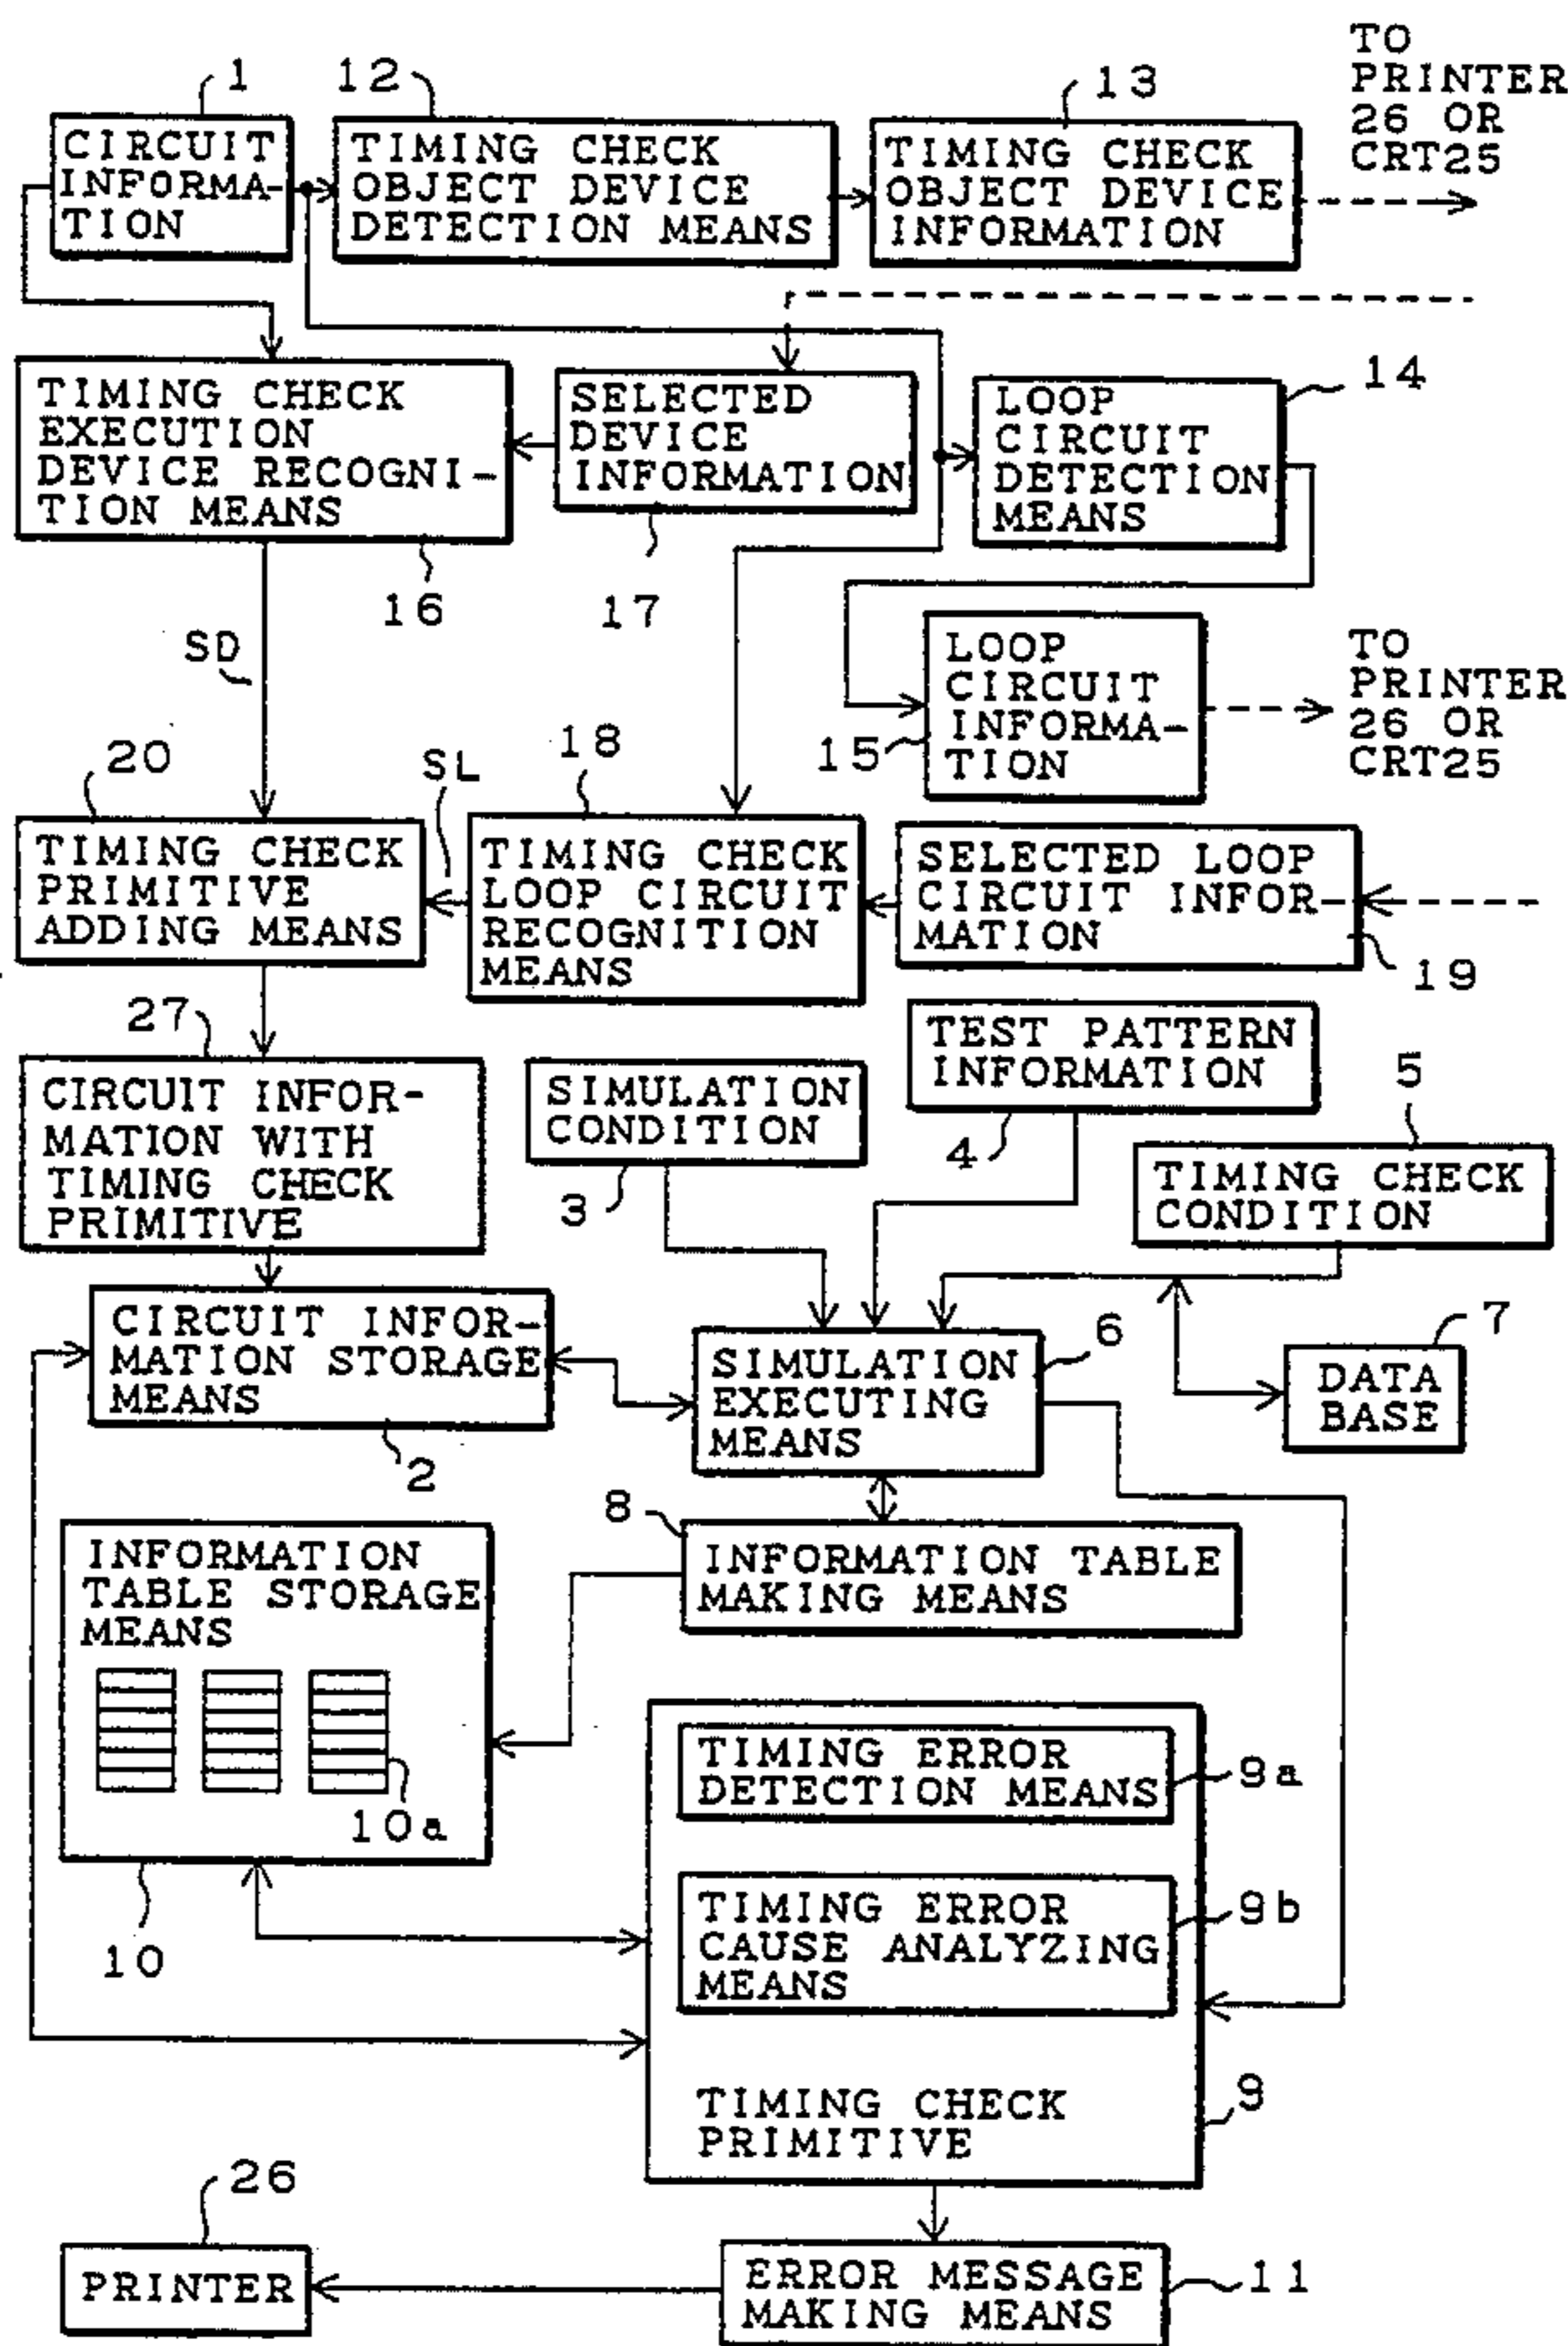 TO
PRINTER
26 OR
CRT25
1
12
13
CIRCUIT
INFORMA-
TION
TIMING CHECK
OBJECT DEVICE
DETECTION MEANS
TIMING CHECK
OBJECT DEVICE
INFORMATION
TIMING CHECK
EXECUTION
DEVICE RECOGNI-
TION MEANS
SELECTED
DEVICE
INFORMATION
LOOP
CIRCUIT
DETECTION
MEANS
14
16
17
SD
LOOP
CIRCUIT
INFORMA-
TION
15
TO
PRINTER
26 OR
CRT25
20
SL
18
TIMING CHECK
PRIMITIVE
ADDING MEANS
TIMING CHECK
LOOP CIRCUIT
RECOGNITION
MEANS
SELECTED LOOP
CIRCUIT INFOR-
MATION
19
27
CIRCUIT INFOR-
MATION WITH
TIMING CHECK
PRIMITIVE
SIMULATION
CONDITION
3
TEST PATTERN
INFORMATION
4
5
TIMING CHECK
CONDITION
CIRCUIT INFOR-
MATION STORAGE
MEANS
2
SIMULATION
EXECUTING
MEANS
6
7
DATA
BASE
8
INFORMATION TABLE
MAKING MEANS
INFORMATION
TABLE STORAGE
MEANS
10a
10
TIMING ERROR
DETECTION MEANS
9a
TIMING ERROR
CAUSE ANALYZING
MEANS
9b
TIMING CHECK
PRIMITIVE
9
26
PRINTER
ERROR MESSAGE
MAKING MEANS
11